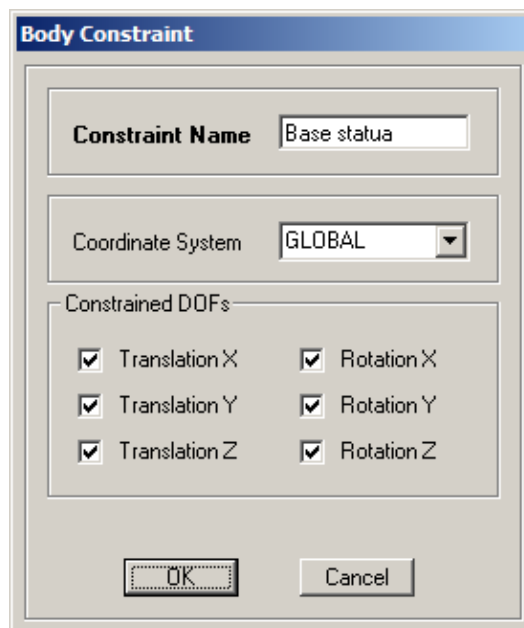 Body Constraint
Constraint Name Base statua
Coordinate System GLOBAL
Constrained DOFs
Translation X Rotation X
Translation Y Rotation Y
Translation Z Rotation Z
OK Cancel